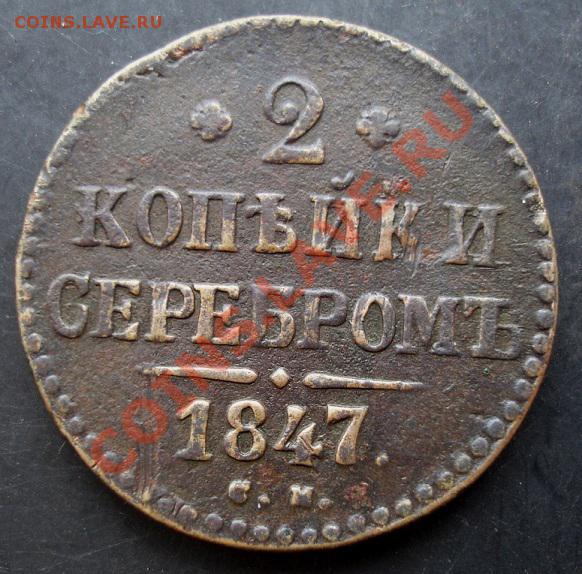 COINS.LAVE.RU
2
КОПѢЙКИ
СЕРЕБРОМЪ
1847.
С. М.
COINS.LAVE.RU